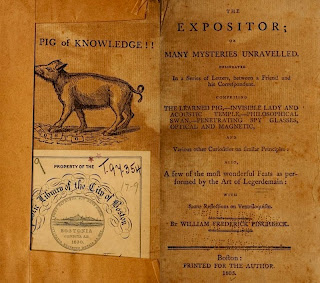 PIG of KNOWLEDGE!!
PROPERTY OF THE
Library of the City of Boston
BOSTONIA
THE
EXPOSITOR;
OR
MANY MYSTERIES UNRAVELLED.
DELINEATED
In a Series of Letters, between a Friend and
his Correspondent.
COMPRISING
THE LEARNED PIG,—INVISIBLE LADY AND
ACOUSTIC TEMPLE,—PHILOSOPHICAL
SWAN,—PENETRATING SPY GLASSES,
OPTICAL AND MAGNETIC,
AND
Various other Curiosities on similar Principles:
ALSO,
A few of the most wonderful Feats as per-
formed by the Art of Legerdemain:
WITH
Some Reflections on Ventriloquism.
By WILLIAM FREDERICK PINCHBECK.
Boston:
PRINTED FOR THE AUTHOR.
1805.